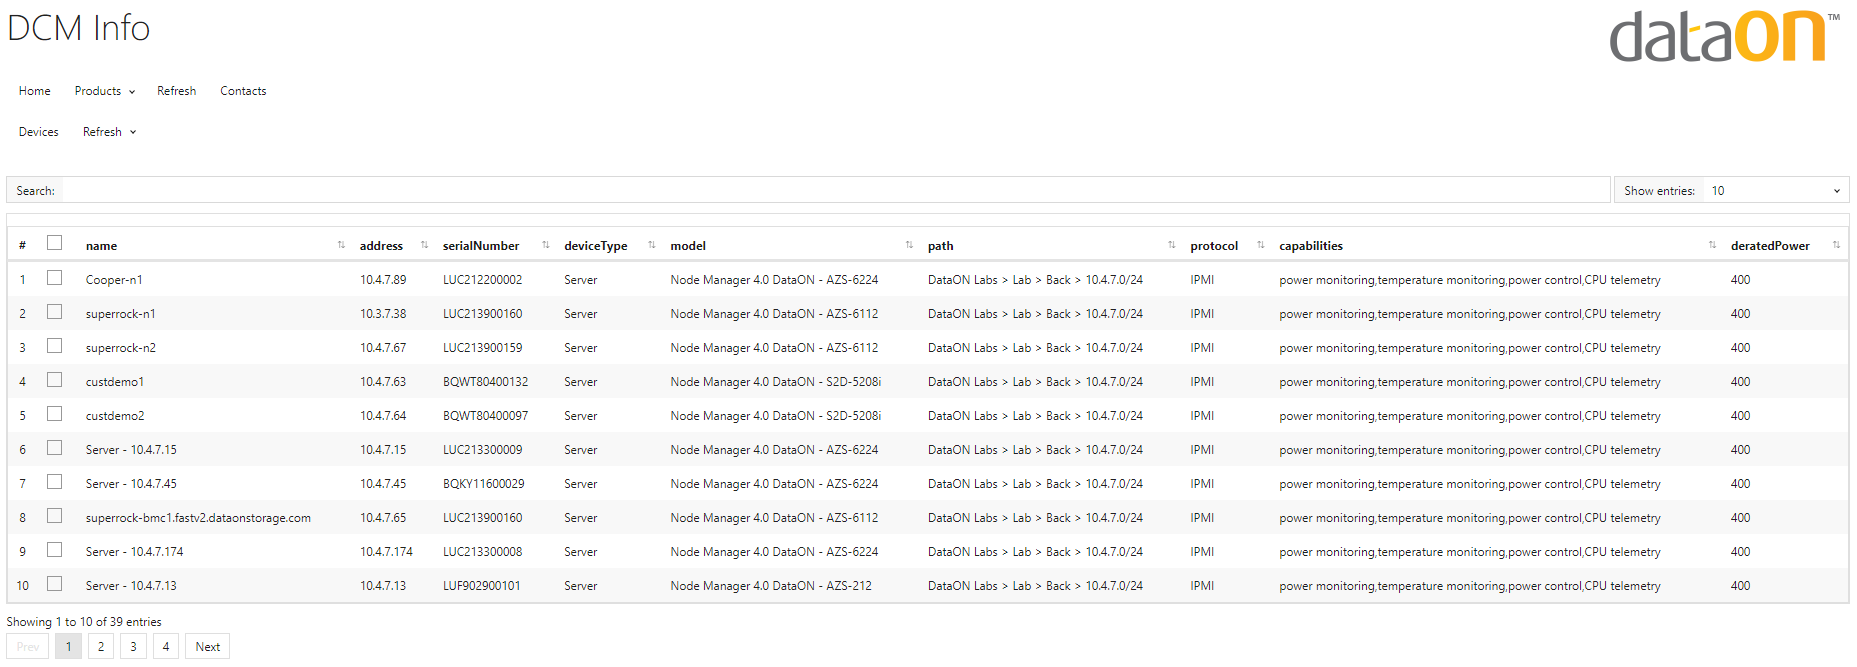 DCM Info
dataON™
Home Products Refresh Contacts
Devices Refresh
Search: Show entries: 10
# name address serialNumber deviceType model path protocol capabilities deratedPower
1 Cooper-n1 10.4.7.89 LUC212200002 Server Node Manager 4.0 DataON - AZS-6224 DataON Labs > Lab > Back > 10.4.7.0/24 IPMI power monitoring,temperature monitoring,power control,CPU telemetry 400
2 superrock-n1 10.3.7.38 LUC213900160 Server Node Manager 4.0 DataON - AZS-6112 DataON Labs > Lab > Back > 10.4.7.0/24 IPMI power monitoring,temperature monitoring,power control,CPU telemetry 400
3 superrock-n2 10.4.7.67 LUC213900159 Server Node Manager 4.0 DataON - AZS-6112 DataON Labs > Lab > Back > 10.4.7.0/24 IPMI power monitoring,temperature monitoring,power control,CPU telemetry 400
4 custdemo1 10.4.7.63 BQWT80400132 Server Node Manager 4.0 DataON - S2D-5208i DataON Labs > Lab > Back > 10.4.7.0/24 IPMI power monitoring,temperature monitoring,power control,CPU telemetry 400
5 custdemo2 10.4.7.64 BQWT80400097 Server Node Manager 4.0 DataON - S2D-5208i DataON Labs > Lab > Back > 10.4.7.0/24 IPMI power monitoring,temperature monitoring,power control,CPU telemetry 400
6 Server - 10.4.7.15 10.4.7.15 LUC213300009 Server Node Manager 4.0 DataON - AZS-6224 DataON Labs > Lab > Back > 10.4.7.0/24 IPMI power monitoring,temperature monitoring,power control,CPU telemetry 400
7 Server - 10.4.7.45 10.4.7.45 BQKY11600029 Server Node Manager 4.0 DataON - AZS-6224 DataON Labs > Lab > Back > 10.4.7.0/24 IPMI power monitoring,temperature monitoring,power control,CPU telemetry 400
8 superrock-bmc1.fastv2.dataonstorage.com 10.4.7.65 LUC213900160 Server Node Manager 4.0 DataON - AZS-6112 DataON Labs > Lab > Back > 10.4.7.0/24 IPMI power monitoring,temperature monitoring,power control,CPU telemetry 400
9 Server - 10.4.7.174 10.4.7.174 LUC213300008 Server Node Manager 4.0 DataON - AZS-6224 DataON Labs > Lab > Back > 10.4.7.0/24 IPMI power monitoring,temperature monitoring,power control,CPU telemetry 400
10 Server - 10.4.7.13 10.4.7.13 LUF902900101 Server Node Manager 4.0 DataON - AZS-212 DataON Labs > Lab > Back > 10.4.7.0/24 IPMI power monitoring,temperature monitoring,power control,CPU telemetry 400
Showing 1 to 10 of 39 entries
Prev 1 2 3 4 Next